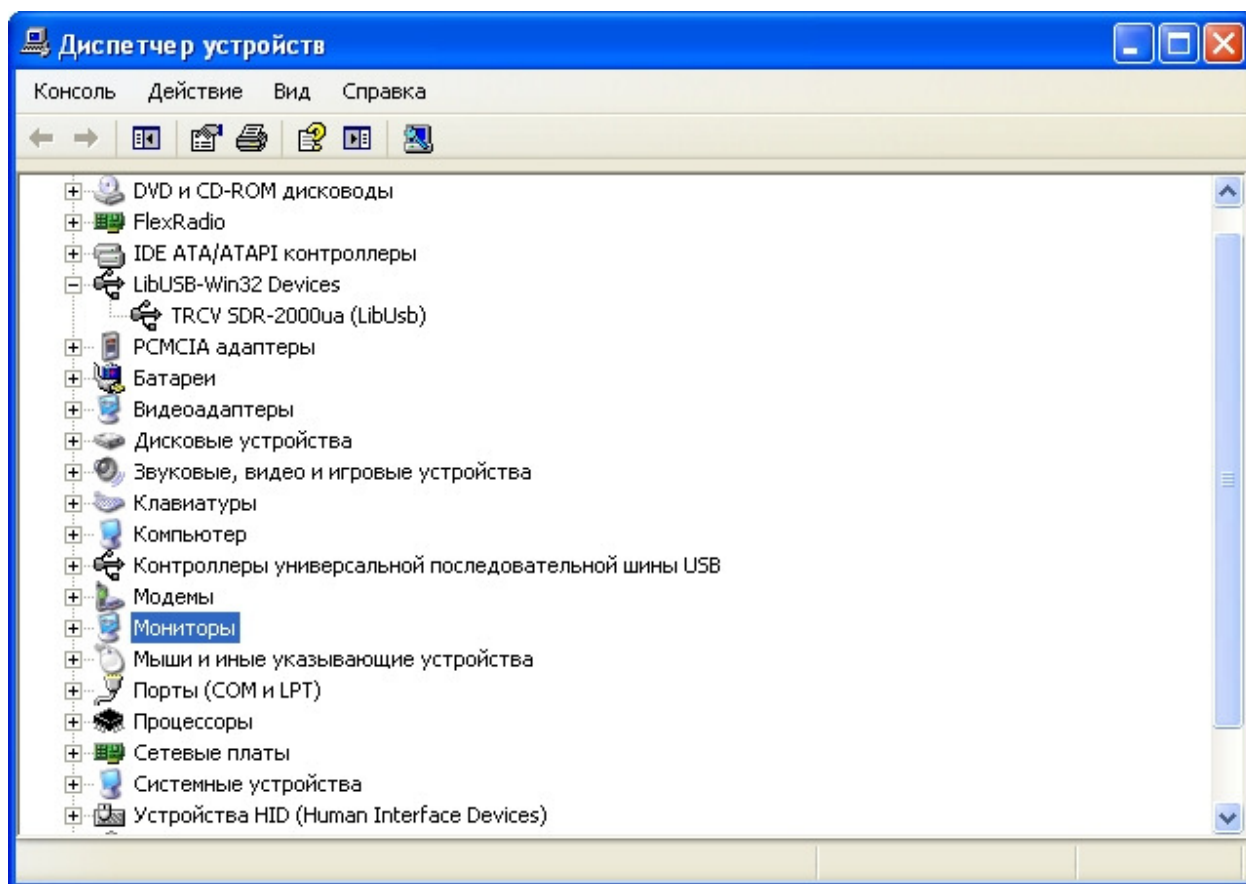 Диспетчер устройств
Консоль Действие Вид Справка
DVD и CD-ROM дисководы
FlexRadio
IDE ATA/ATAPI контроллеры
LibUSB-Win32 Devices
TRCV SDR-2000ua (LibUsb)
PCMCIA адаптеры
Батареи
Видеоадаптеры
Дисковые устройства
Звуковые, видео и игровые устройства
Клавиатуры
Компьютер
Контроллеры универсальной последовательной шины USB
Модемы
Мониторы
Мыши и иные указывающие устройства
Порты (COM и LPT)
Процессоры
Сетевые платы
Системные устройства
Устройства HID (Human Interface Devices)